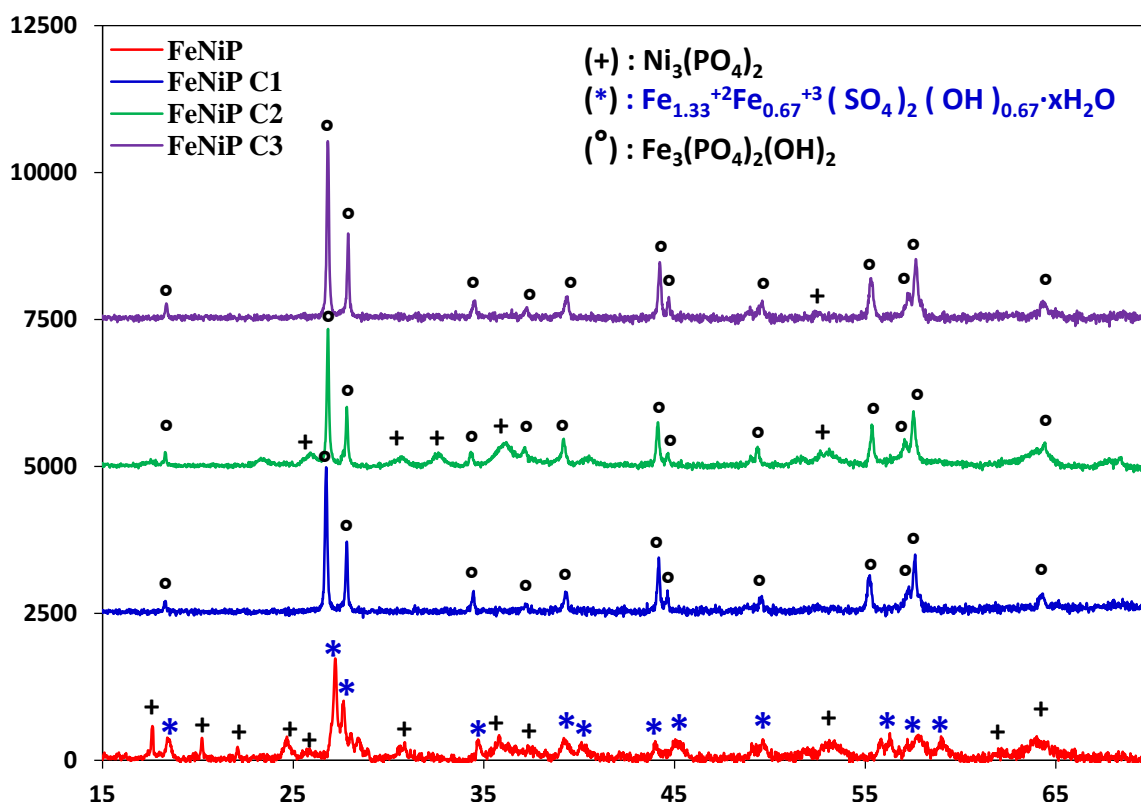 12500
10000
7500
5000
2500
0
FeNiP
FeNiP C1
FeNiP C2
FeNiP C3
(+) : Ni₃(PO₄)₂
(*) : Fe₁.₃₃⁺²Fe₀.₆₇⁺³ ( SO₄ )₂ ( OH )₀.₆₇·xH₂O
(°) : Fe₃(PO₄)₂(OH)₂
15 25 35 45 55 65